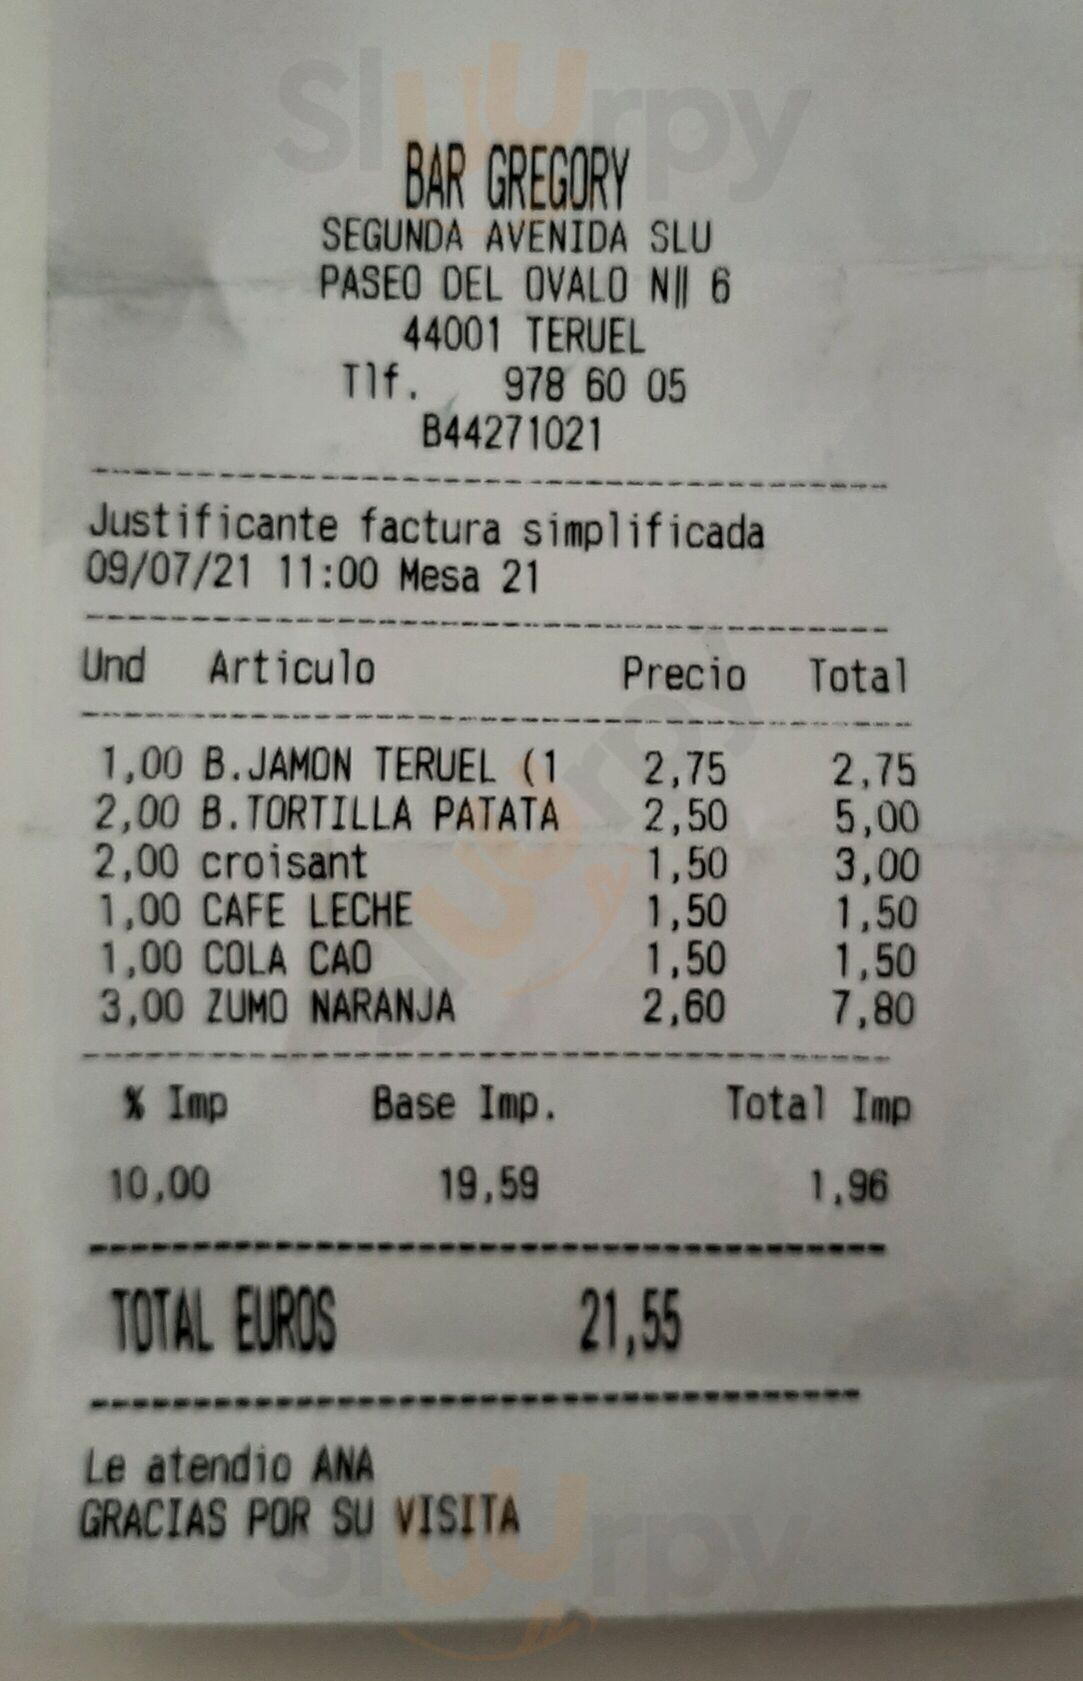 Sluurpy
BAR GREGORY
SEGUNDA AVENIDA SLU
PASEO DEL OVALO N|| 6
44001 TERUEL
Tlf. 978 60 05
B44271021
Justificante factura simplificada
09/07/21 11:00 Mesa 21
Und Articulo Precio Total
1,00 B.JAMON TERUEL (1 2,75 2,75
2,00 B.TORTILLA PATATA 2,50 5,00
2,00 croisant 1,50 3,00
1,00 CAFE LECHE 1,50 1,50
1,00 COLA CAO 1,50 1,50
3,00 ZUMO NARANJA 2,60 7,80
Sluurpy
% Imp Base Imp. Total Imp
10,00 19,59 1,96
TOTAL EUROS 21,55
Le atendio ANA
GRACIAS POR SU VISITA
Sluurpy